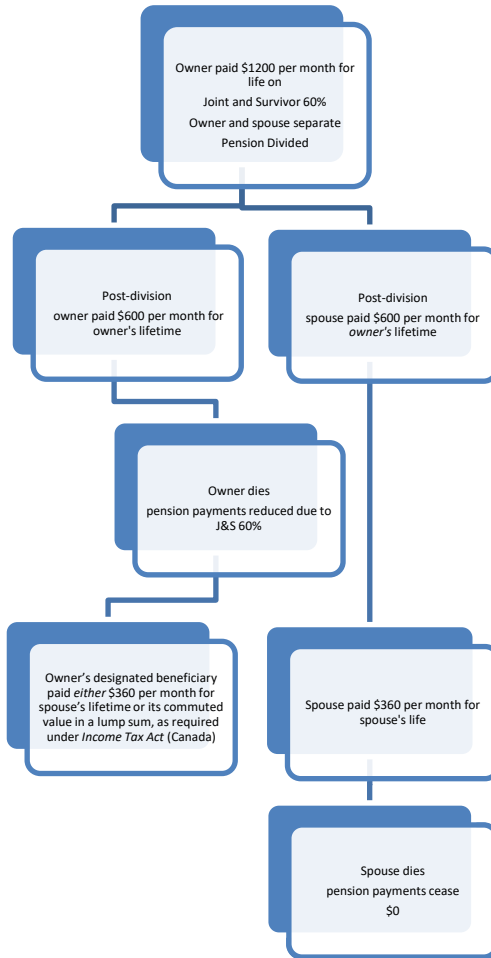 Owner paid $1200 per month for
life on
Joint and Survivor 60%
Owner and spouse separate
Pension Divided
Post-division
owner paid $600 per month for
owner's lifetime
Post-division
spouse paid $600 per month for
owner's lifetime
Owner dies
pension payments reduced due to
J&S 60%
Owner’s designated beneficiary
paid either $360 per month for
spouse’s lifetime or its commuted
value in a lump sum, as required
under Income Tax Act (Canada)
Spouse paid $360 per month for
spouse's life
Spouse dies
pension payments cease
$0